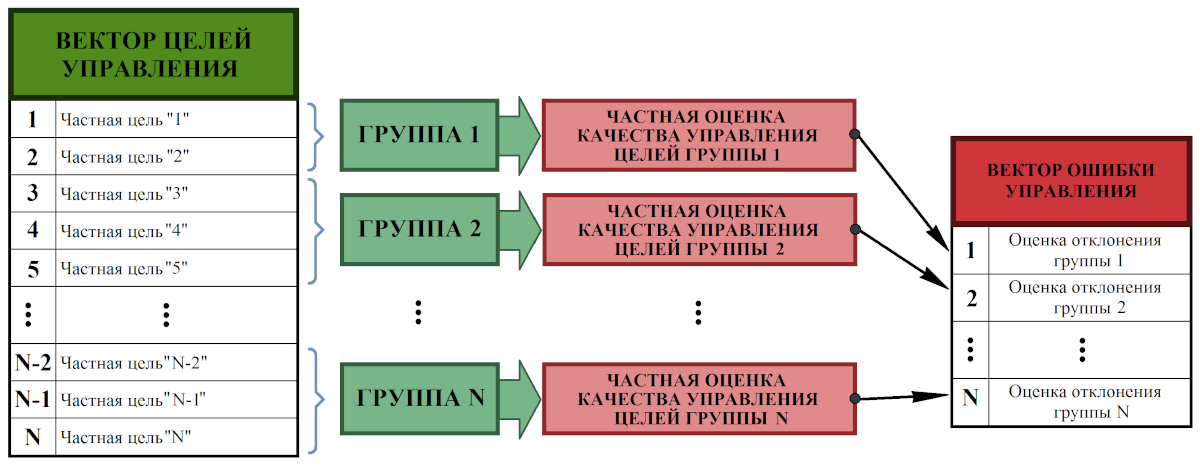 ВЕКТОР ЦЕЛЕЙ
УПРАВЛЕНИЯ
1 Частная цель "1"
2 Частная цель "2"
3 Частная цель "3"
4 Частная цель "4"
5 Частная цель "5"
N-2 Частная цель "N-2"
N-1 Частная цель "N-1"
N Частная цель "N"
ГРУППА 1
ЧАСТНАЯ ОЦЕНКА
КАЧЕСТВА УПРАВЛЕНИЯ
ЦЕЛЕЙ ГРУППЫ 1
ГРУППА 2
ЧАСТНАЯ ОЦЕНКА
КАЧЕСТВА УПРАВЛЕНИЯ
ЦЕЛЕЙ ГРУППЫ 2
ГРУППА N
ЧАСТНАЯ ОЦЕНКА
КАЧЕСТВА УПРАВЛЕНИЯ
ЦЕЛЕЙ ГРУППЫ N
ВЕКТОР ОШИБКИ
УПРАВЛЕНИЯ
1 Оценка отклонения
группы 1
2 Оценка отклонения
группы 2
N Оценка отклонения
группы N